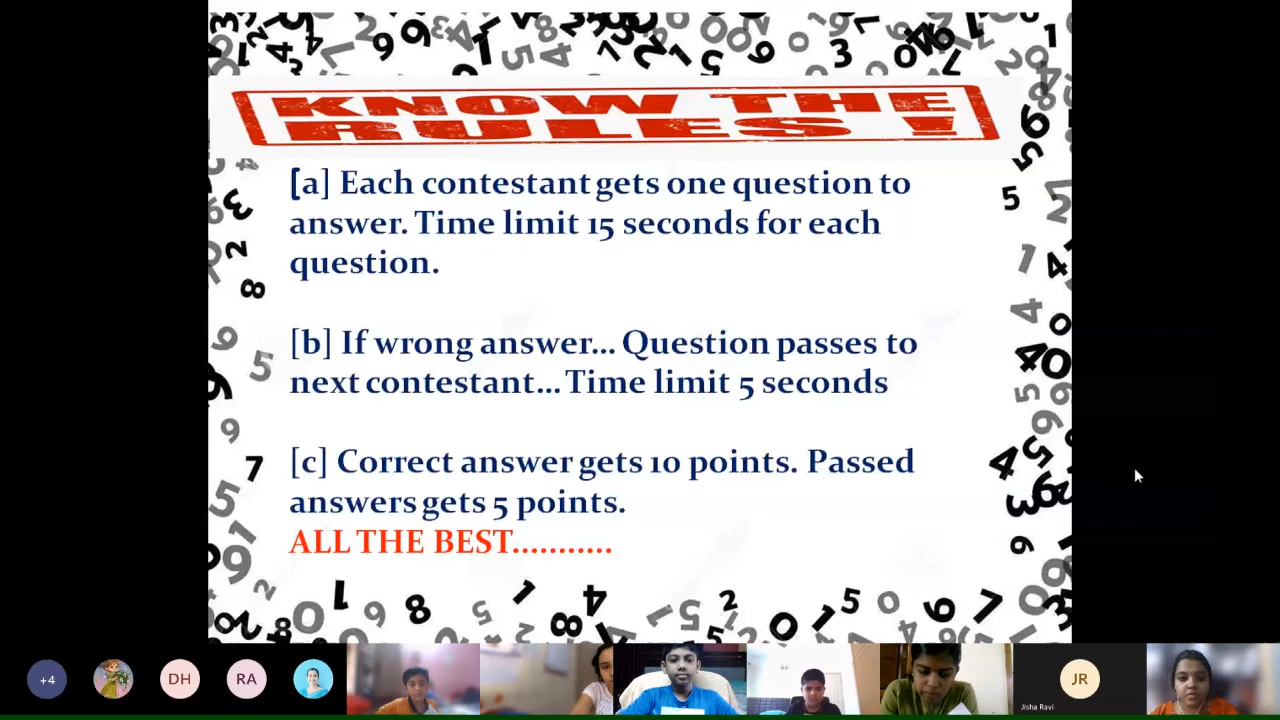 KNOW THE
RULES !
[a] Each contestant gets one question to
answer. Time limit 15 seconds for each
question.
[b] If wrong answer... Question passes to
next contestant... Time limit 5 seconds
[c] Correct answer gets 10 points. Passed
answers gets 5 points.
ALL THE BEST...........
+4
DH
RA
JR
Jisha Ravi